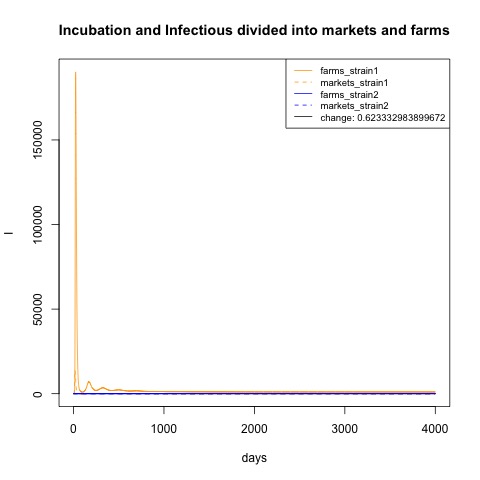 Incubation and Infectious divided into markets and farms
farms_strain1
markets_strain1
farms_strain2
markets_strain2
change: 0.623332983899672
150000
100000
50000
0
I
0 1000 2000 3000 4000
days